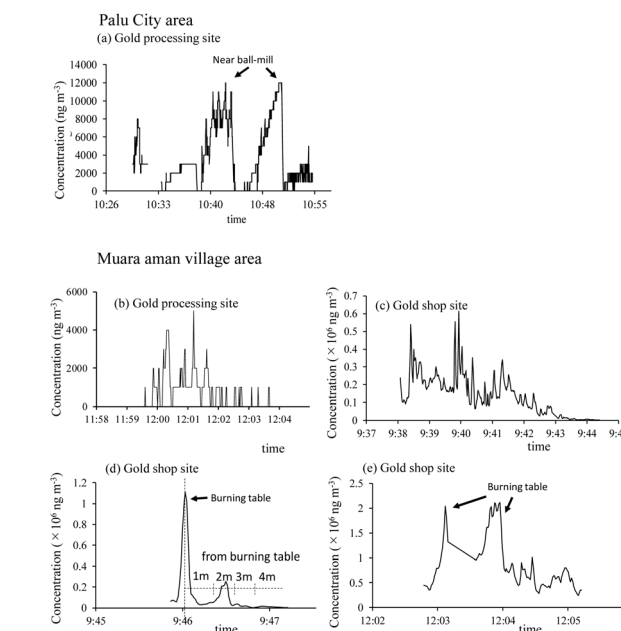 Palu City area
(a) Gold processing site
Near ball-mill
Concentration (ng m-3)
14000
12000
10000
8000
6000
4000
2000
0
10:26 10:33 10:40 10:48 10:55
time
Muara aman village area
(b) Gold processing site
Concentration (ng m-3)
6000
4000
2000
0
11:58 11:59 12:00 12:01 12:02 12:03 12:04
time
(c) Gold shop site
Concentration ( × 10⁶ ng m-3)
0.7
0.6
0.5
0.4
0.3
0.2
0.1
0
9:37 9:38 9:39 9:40 9:41 9:42 9:43 9:44
time
(d) Gold shop site
Concentration ( × 10⁶ ng m-3)
1.2
1
0.8
0.6
0.4
0.2
0
Burning table
from burning table
1m 2m 3m 4m
9:45 9:46 9:47
time
(e) Gold shop site
Concentration ( × 10⁶ ng m-3)
2.5
2
1.5
1
0.5
0
Burning table
12:02 12:03 12:04 12:05
time